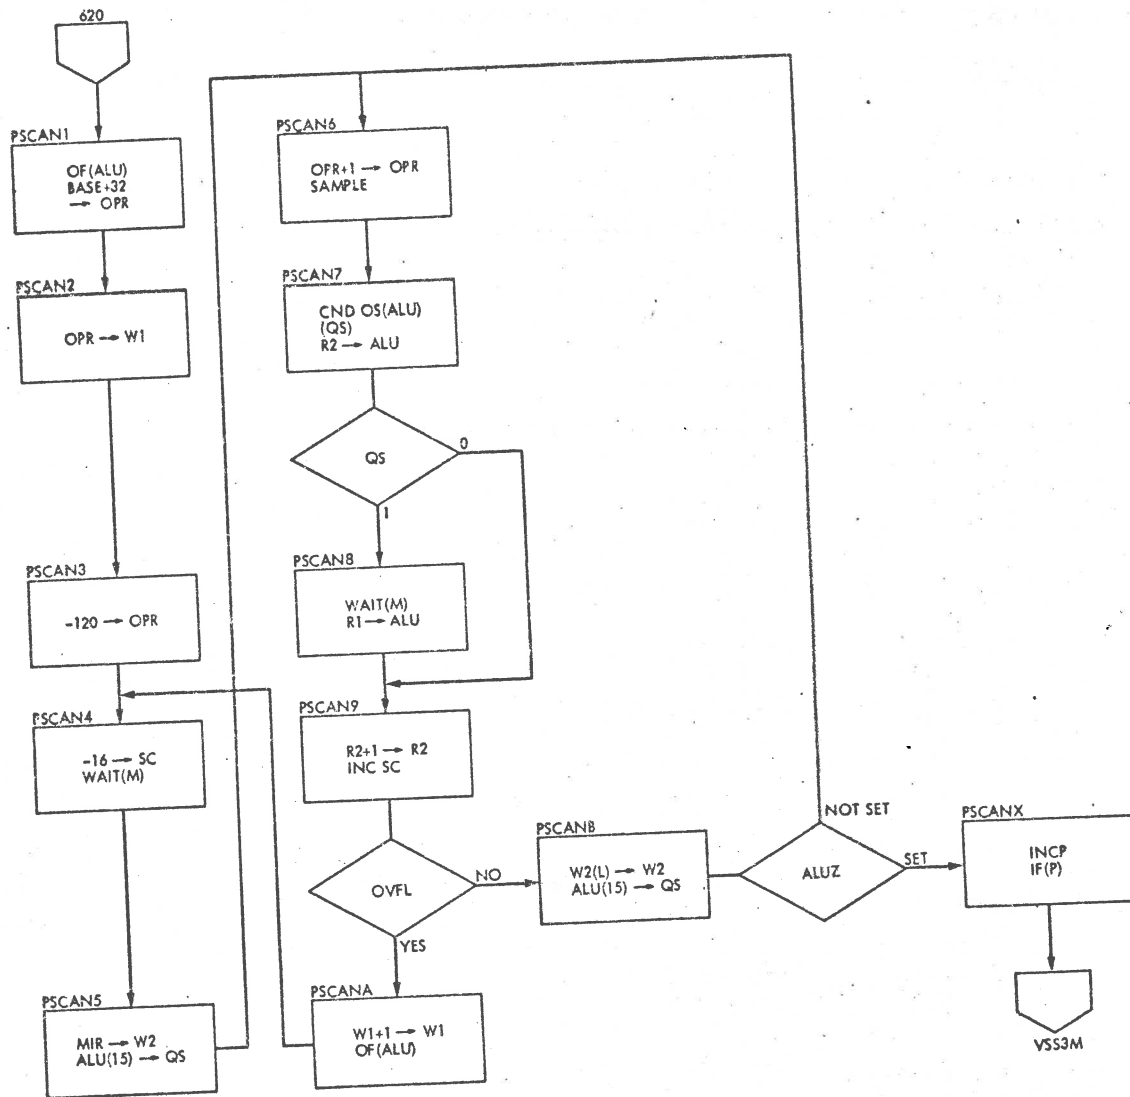 620
PSCAN1
OF(ALU)
BASE+32
→ OPR
PSCAN2
OPR → W1
PSCAN3
-120 → OPR
PSCAN4
-16 → SC
WAIT(M)
PSCAN5
MIR → W2
ALU(15) → QS
PSCAN6
OPR+1 → OPR
SAMPLE
PSCAN7
CND OS(ALU)
(QS)
R2 → ALU
QS
0
1
PSCAN8
WAIT(M)
R1 → ALU
PSCAN9
R2+1 → R2
INC SC
OVFL
NO
YES
PSCANA
W1+1 → W1
OF(ALU)
PSCANB
W2(L) → W2
ALU(15) → QS
NOT SET
ALUZ
SET
PSCANX
INCP
IF(P)
VSS3M